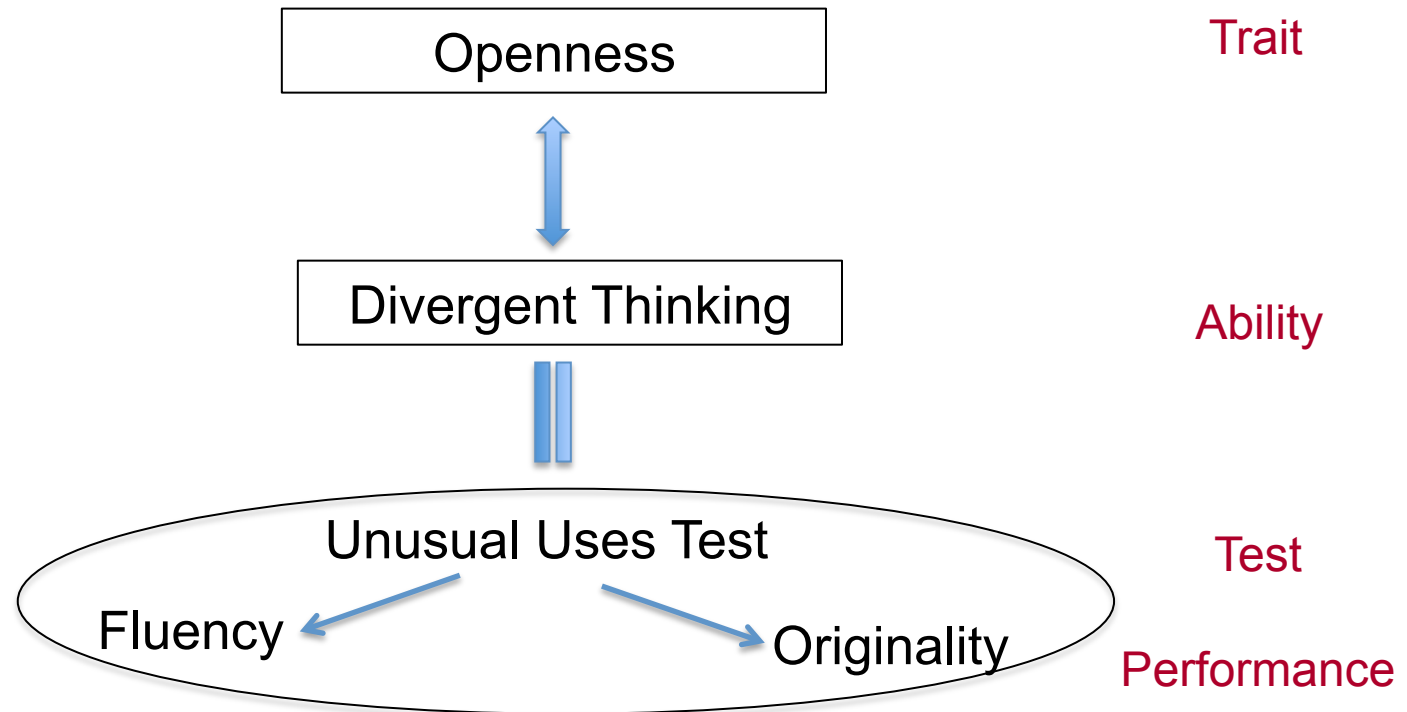 Openness
Trait
Divergent Thinking
Ability
Unusual Uses Test
Test
Fluency
Originality
Performance